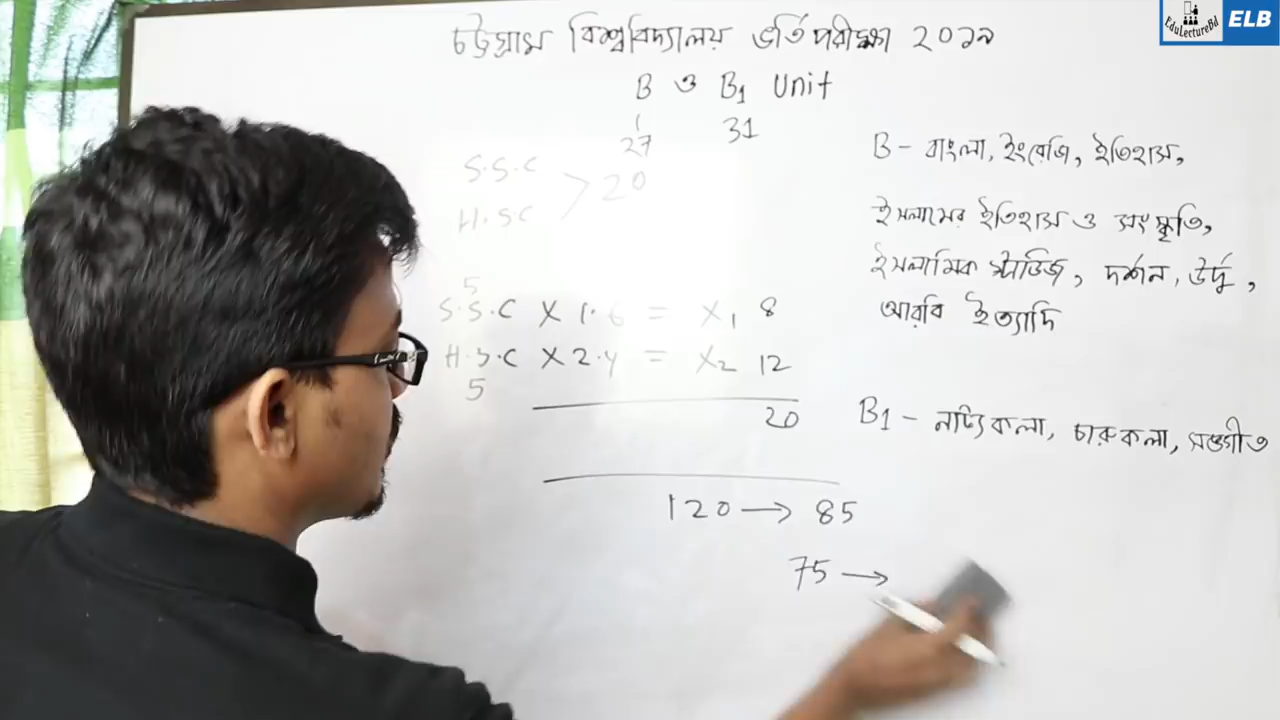 EduLectureBd ELB
চট্টগ্রাম বিশ্ববিদ্যালয় ভর্তি পরীক্ষা ২০১৯
B ও B1 Unit
27 31
S.S.C
H.S.C > 20
5
S.S.C X 1.6 = X1 8
H.S.C X 2.4 = X2 12
5
20
120 → 85
75 →
B - বাংলা, ইংরেজি, ইতিহাস,
ইসলামের ইতিহাস ও সংস্কৃতি,
ইসলামিক স্টাডিজ, দর্শন, উর্দু,
আরবি ইত্যাদি
B1 - নাট্যকলা, চারুকলা, সঙ্গীত